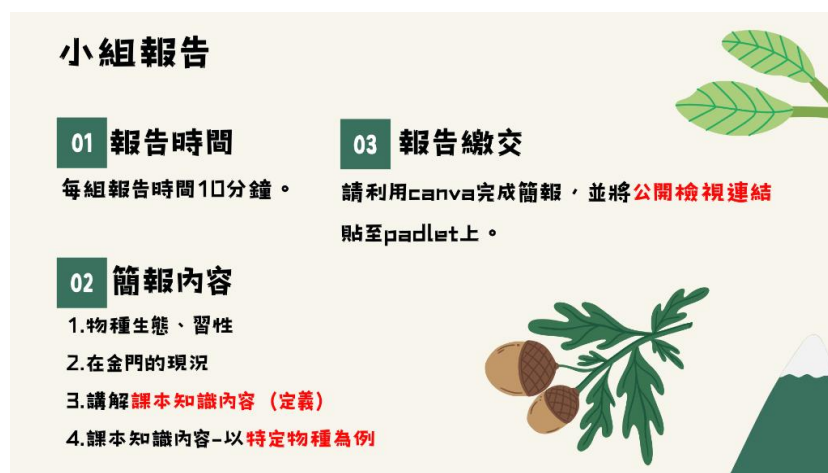 小組報告
01 報告時間
每組報告時間10分鐘。
02 簡報內容
1.物種生態、習性
2.在金門的現況
3.講解課本知識內容（定義）
4.課本知識內容-以特定物種為例
03 報告繳交
請利用canva完成簡報，並將公開檢視連結
貼至padlet上。